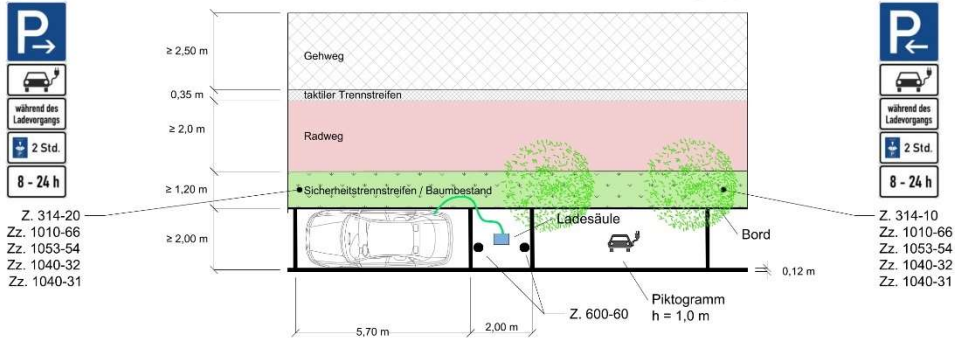 P
während des
Ladevorgangs
2 Std.
8 - 24 h
Z. 314-20
Zz. 1010-66
Zz. 1053-54
Zz. 1040-32
Zz. 1040-31
≥ 2,50 m
0,35 m
≥ 2,0 m
≥ 1,20 m
≥ 2,00 m
Gehweg
taktiler Trennstreifen
Radweg
Sicherheitstrennstreifen / Baumbestand
Ladesäule
Bord
0,12 m
Z. 600-60
Piktogramm
h = 1,0 m
5,70 m
2,00 m
P
während des
Ladevorgangs
2 Std.
8 - 24 h
Z. 314-10
Zz. 1010-66
Zz. 1053-54
Zz. 1040-32
Zz. 1040-31